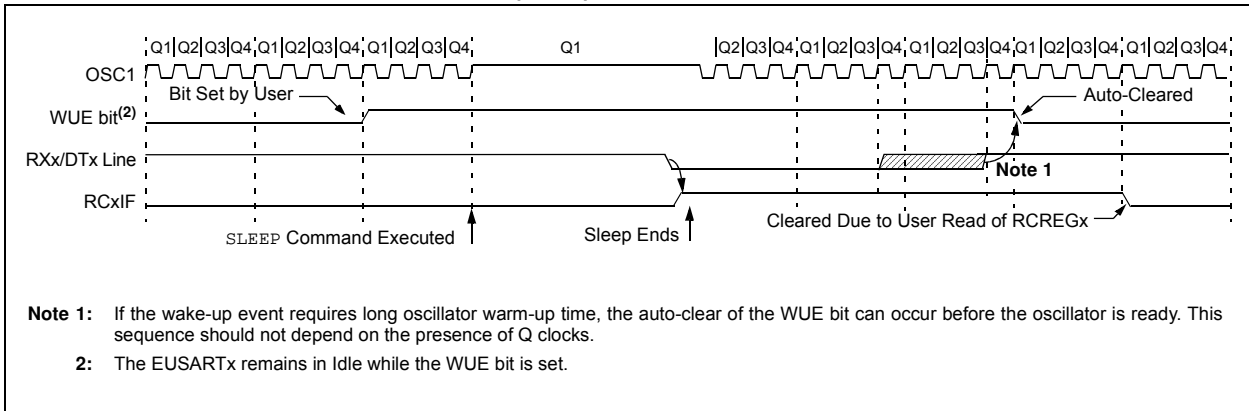 Q1 Q2 Q3 Q4 Q1 Q2 Q3 Q4 Q1 Q2 Q3 Q4 Q1 Q2 Q3 Q4 Q1 Q2 Q3 Q4 Q1 Q2 Q3 Q4 Q1 Q2 Q3 Q4
OSC1
Bit Set by User
Auto-Cleared
WUE bit(2)
RXx/DTx Line
Note 1
RCxIF
Cleared Due to User Read of RCREGx
SLEEP Command Executed
Sleep Ends
Note 1: If the wake-up event requires long oscillator warm-up time, the auto-clear of the WUE bit can occur before the oscillator is ready. This
sequence should not depend on the presence of Q clocks.
2: The EUSARTx remains in Idle while the WUE bit is set.